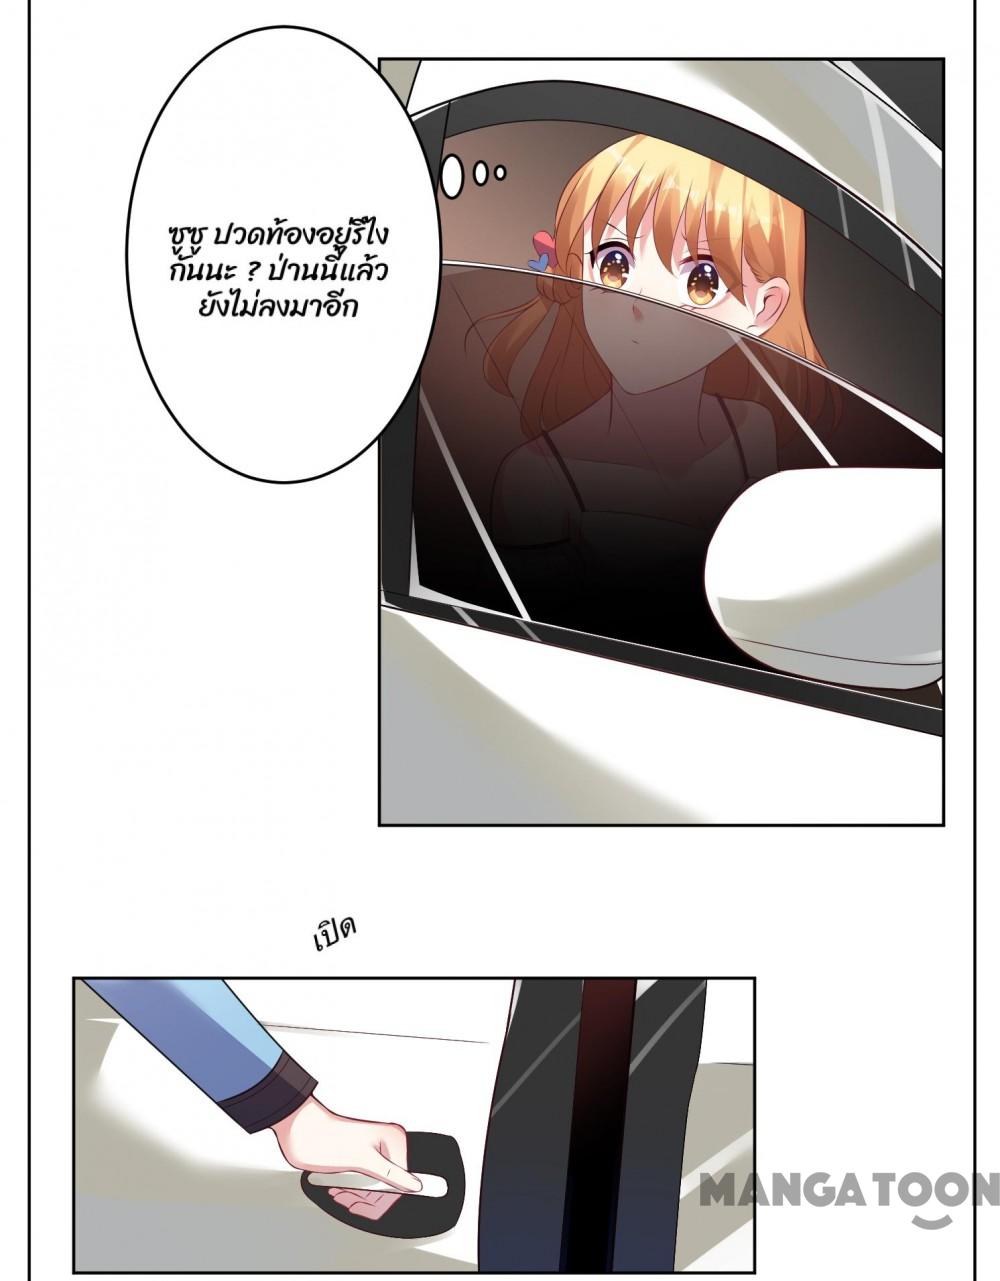 ซูซู ปวดท้องอยู่รึไง
กันนะ ? ป่านนี้แล้ว
ยังไม่ลงมาอีก
เปิด
MANGATOON